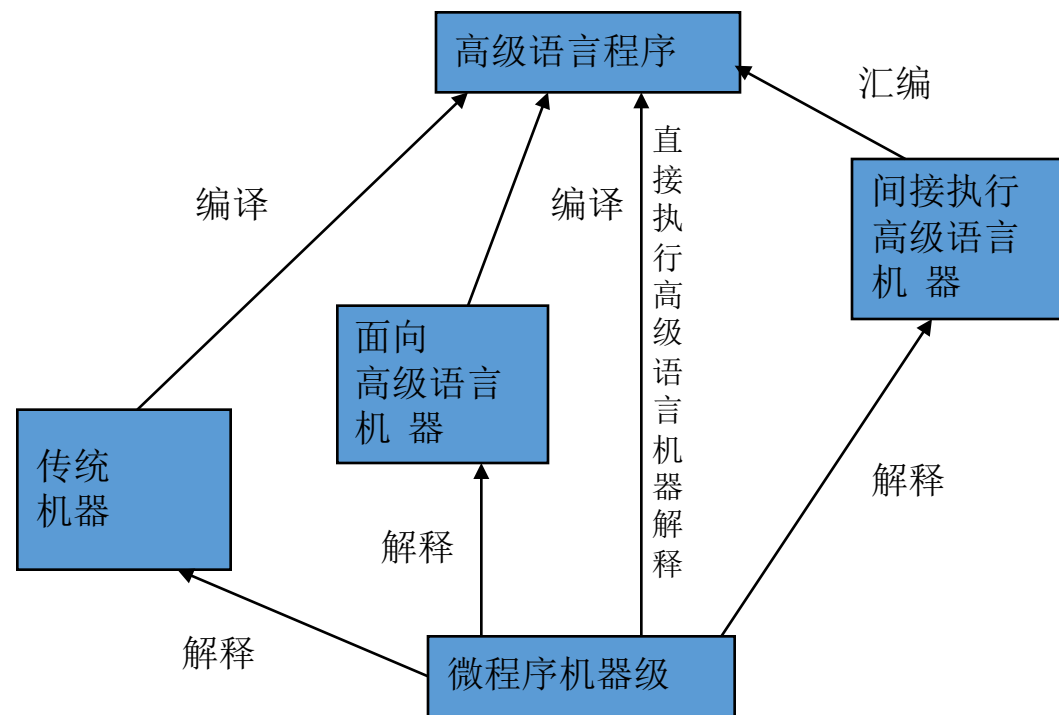 高级语言程序
汇编
直接执行高级语言机器解释
间接执行
高级语言
机 器
编译
编译
面向
高级语言
机 器
传统
机器
解释
解释
解释
微程序机器级